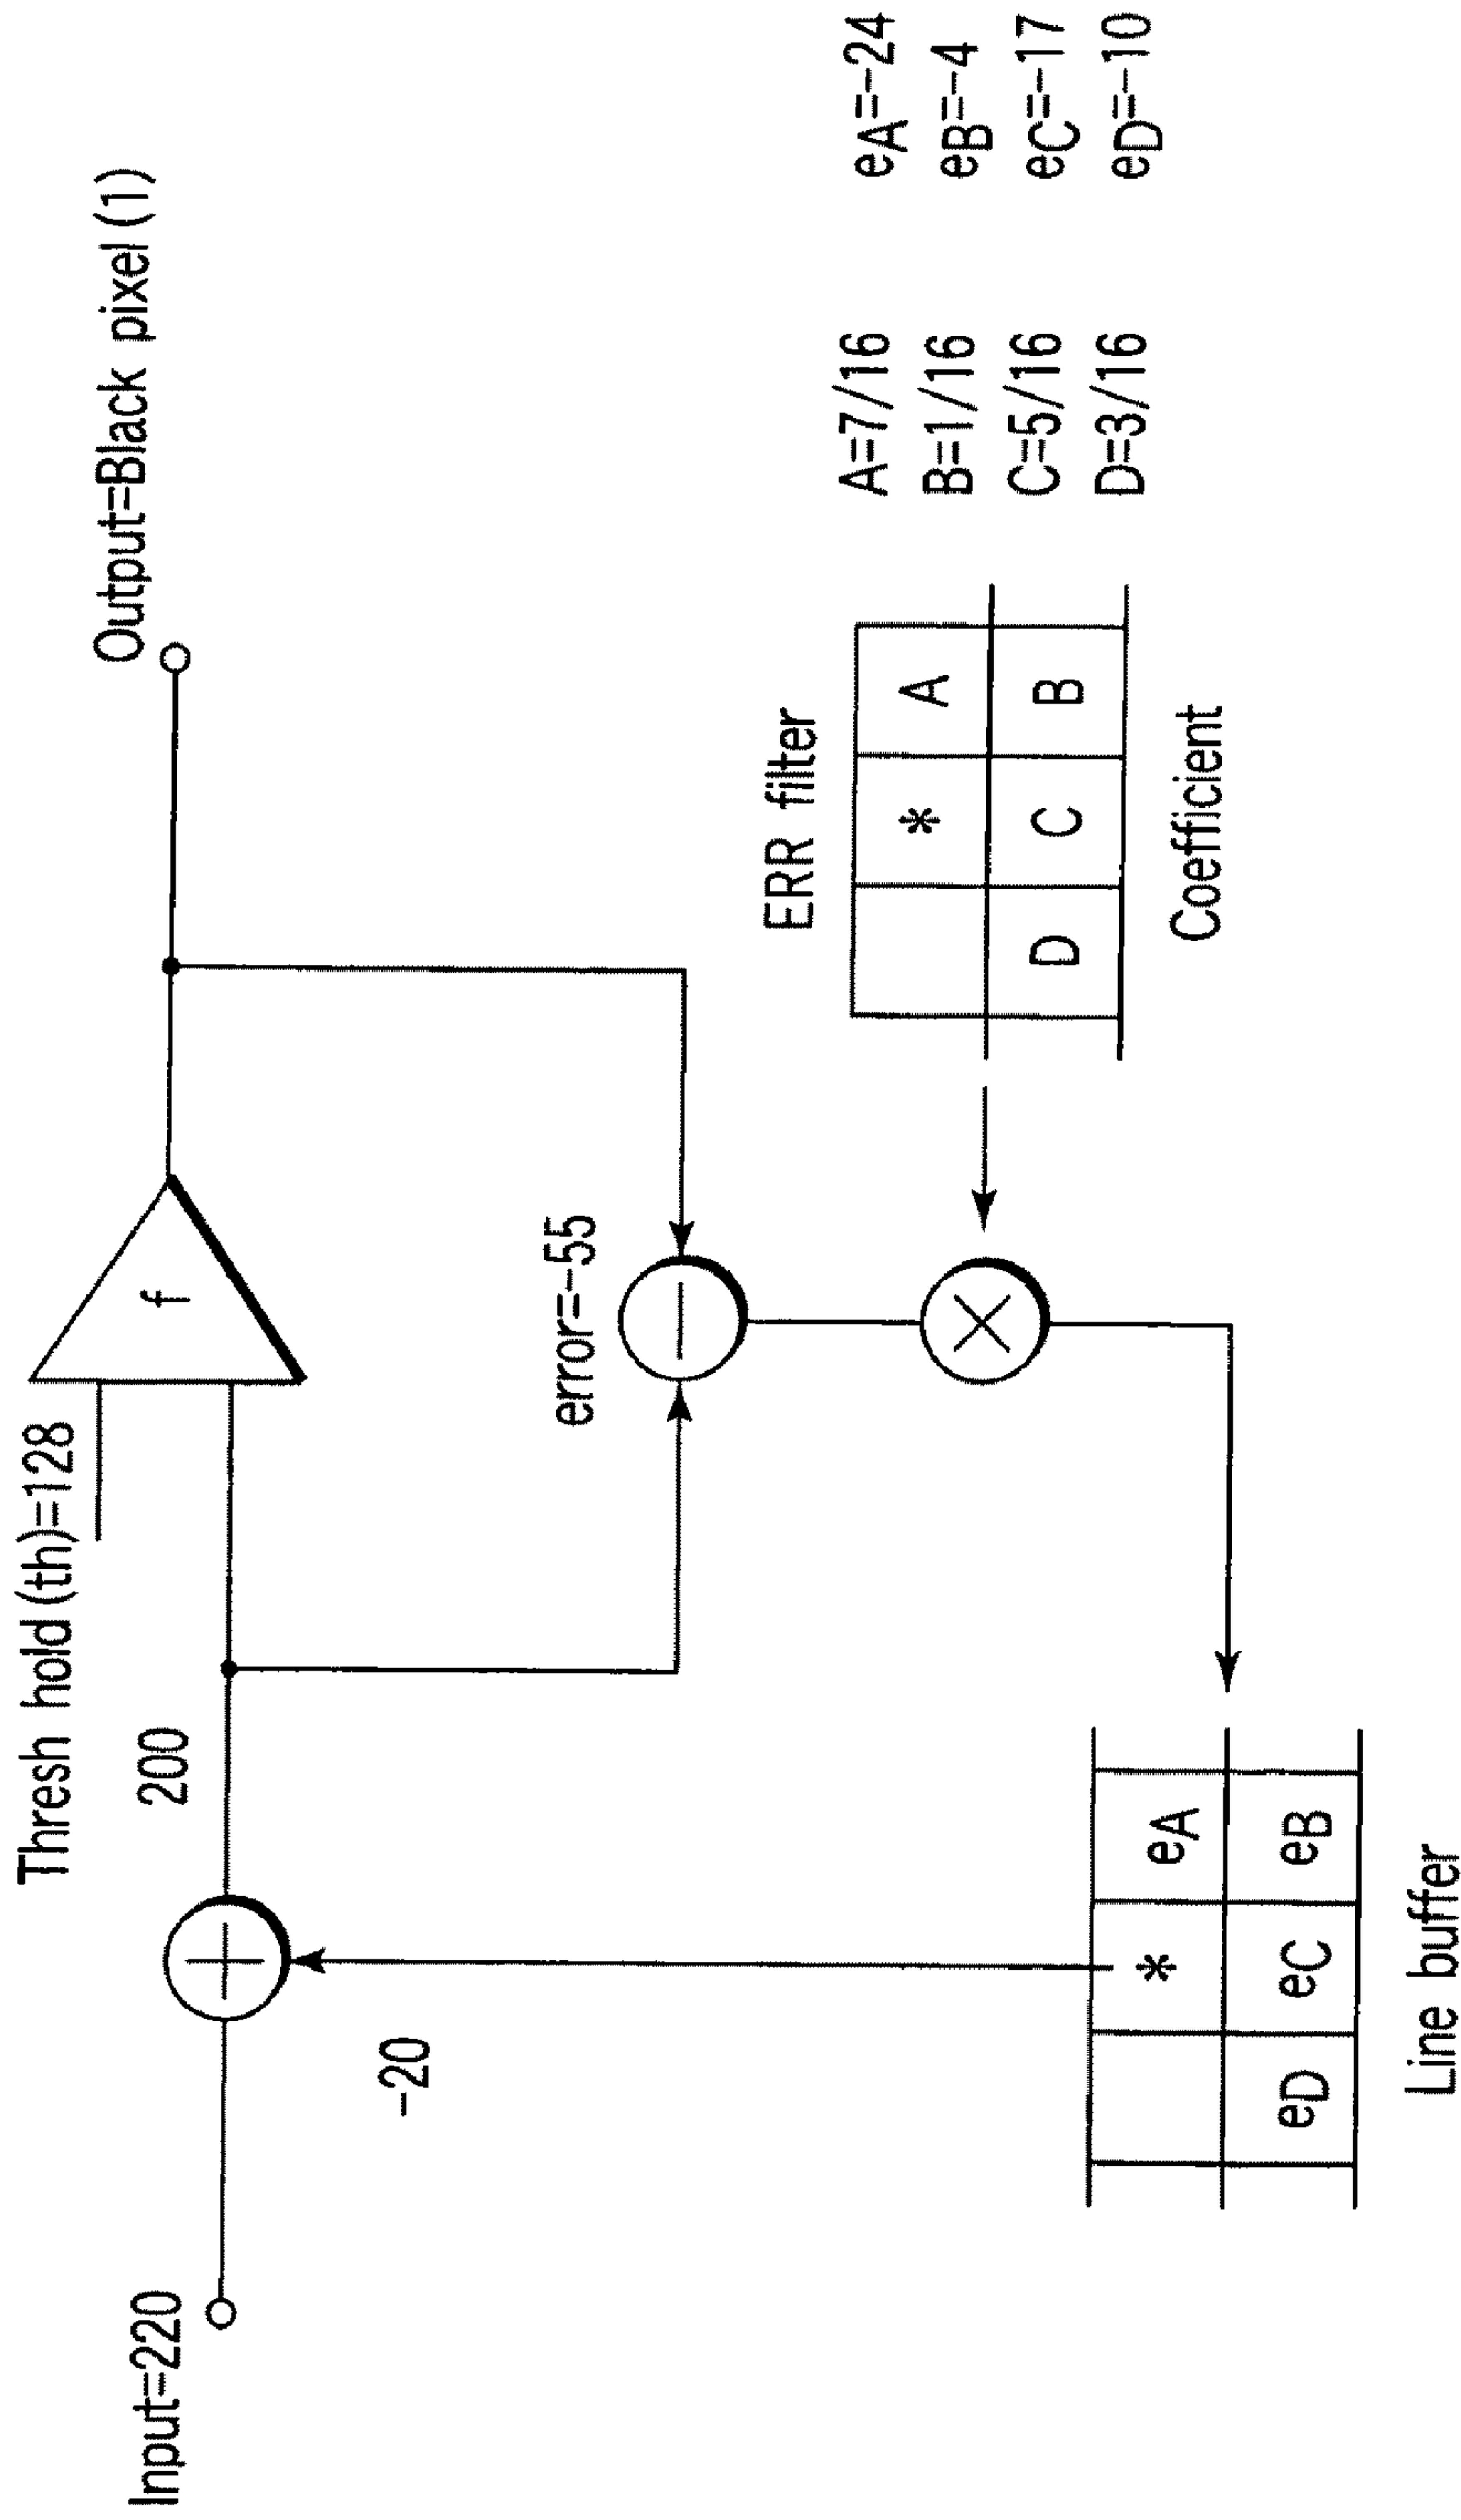 Thresh hold (th)=128
Input=220
200
Output=Black pixel (1)
f
-20
error=-55
ERR filter
* A
D C B
Coefficient
A=7/16 eA=-24
B=1/16 eB=-4
C=5/16 eC=-17
D=3/16 eD=-10
* eA
eD eC eB
Line buffer